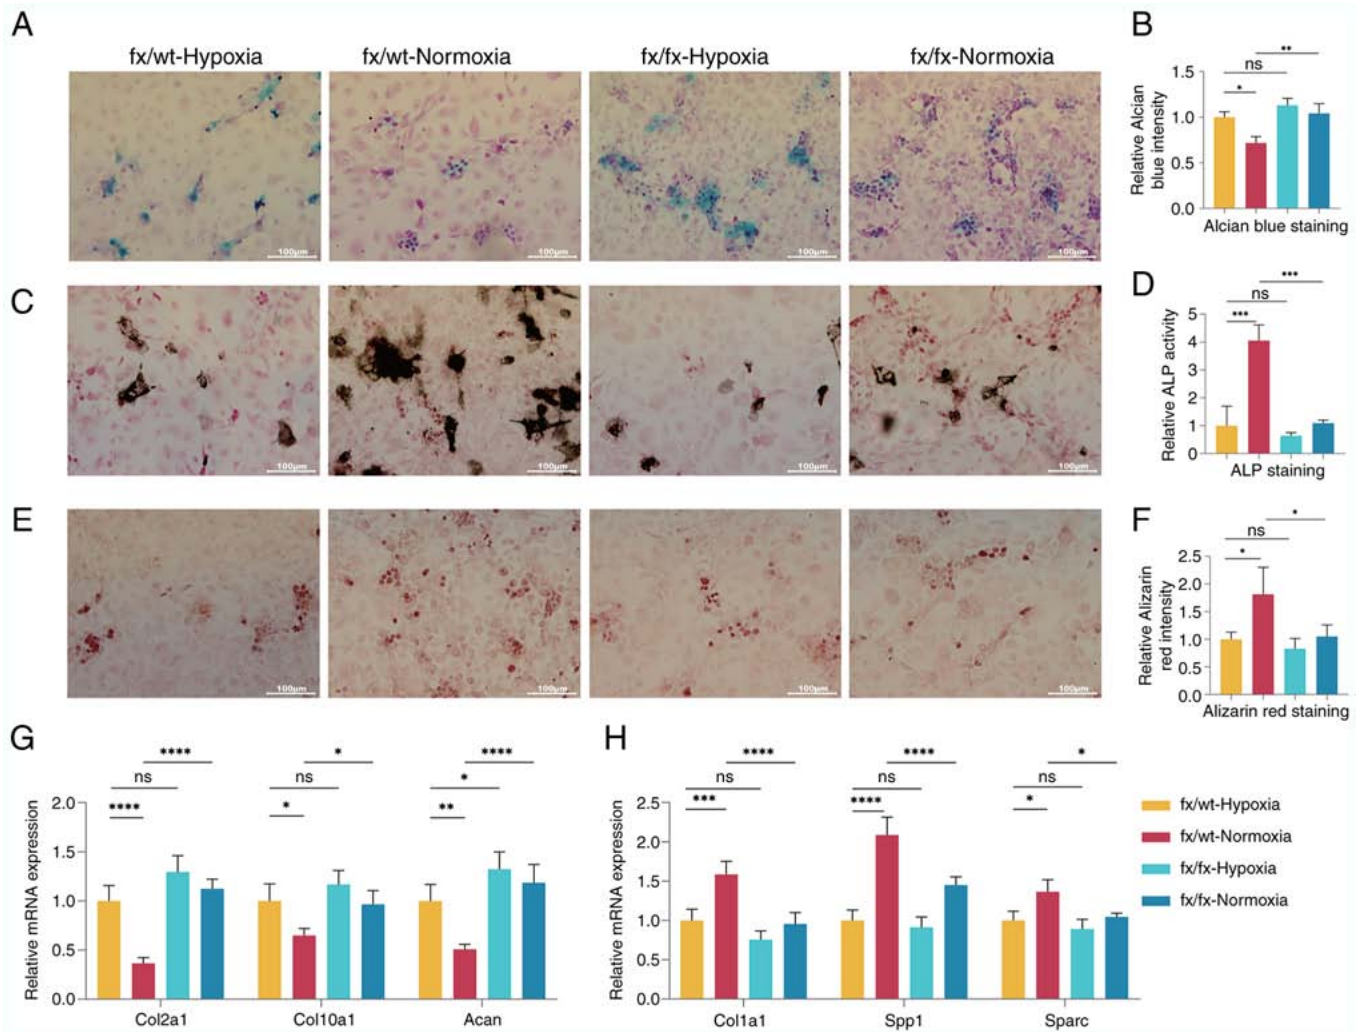 A
fx/wt-Hypoxia
fx/wt-Normoxia
fx/fx-Hypoxia
fx/fx-Normoxia
100μm
100μm
100μm
100μm
B
**
ns
*
Relative Alcian
blue intensity
1.5
1.0
0.5
0.0
Alcian blue staining
C
100μm
100μm
100μm
100μm
D
***
ns
***
Relative ALP activity
5
4
3
2
1
0
ALP staining
E
100μm
100μm
100μm
100μm
F
*
ns
*
Relative Alizarin
red intensity
2.5
2.0
1.5
1.0
0.5
0.0
Alizarin red staining
G
**** * ****
ns ns *
**** * **
Relative mRNA expression
2.0
1.5
1.0
0.5
0.0
Col2a1 Col10a1 Acan
H
**** **** *
ns ns ns
*** **** *
Relative mRNA expression
2.5
2.0
1.5
1.0
0.5
0.0
Col1a1 Spp1 Sparc
fx/wt-Hypoxia
fx/wt-Normoxia
fx/fx-Hypoxia
fx/fx-Normoxia